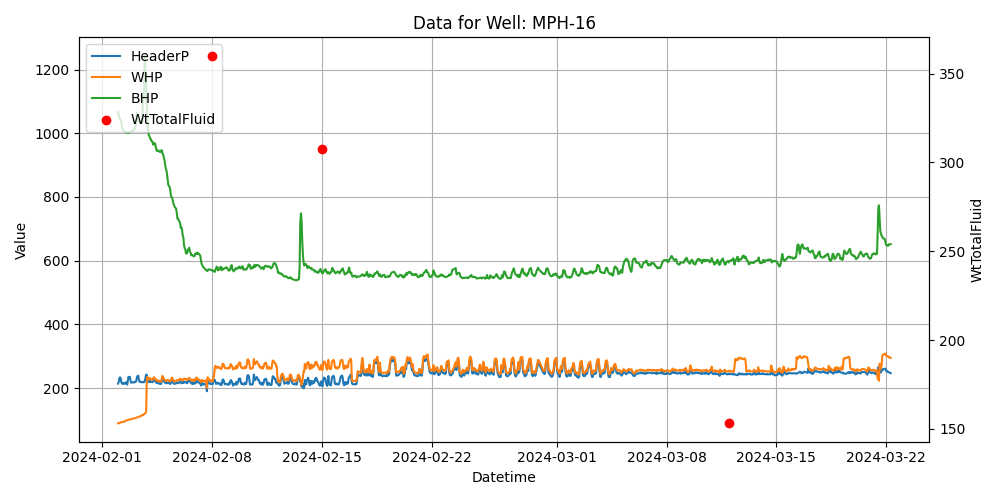 Data for Well: MPH-16
HeaderP
WHP
BHP
WtTotalFluid
1200
1000
800
600
400
200
Value
350
300
250
200
150
WtTotalFluid
2024-02-01 2024-02-08 2024-02-15 2024-02-22 2024-03-01 2024-03-08 2024-03-15 2024-03-22
Datetime